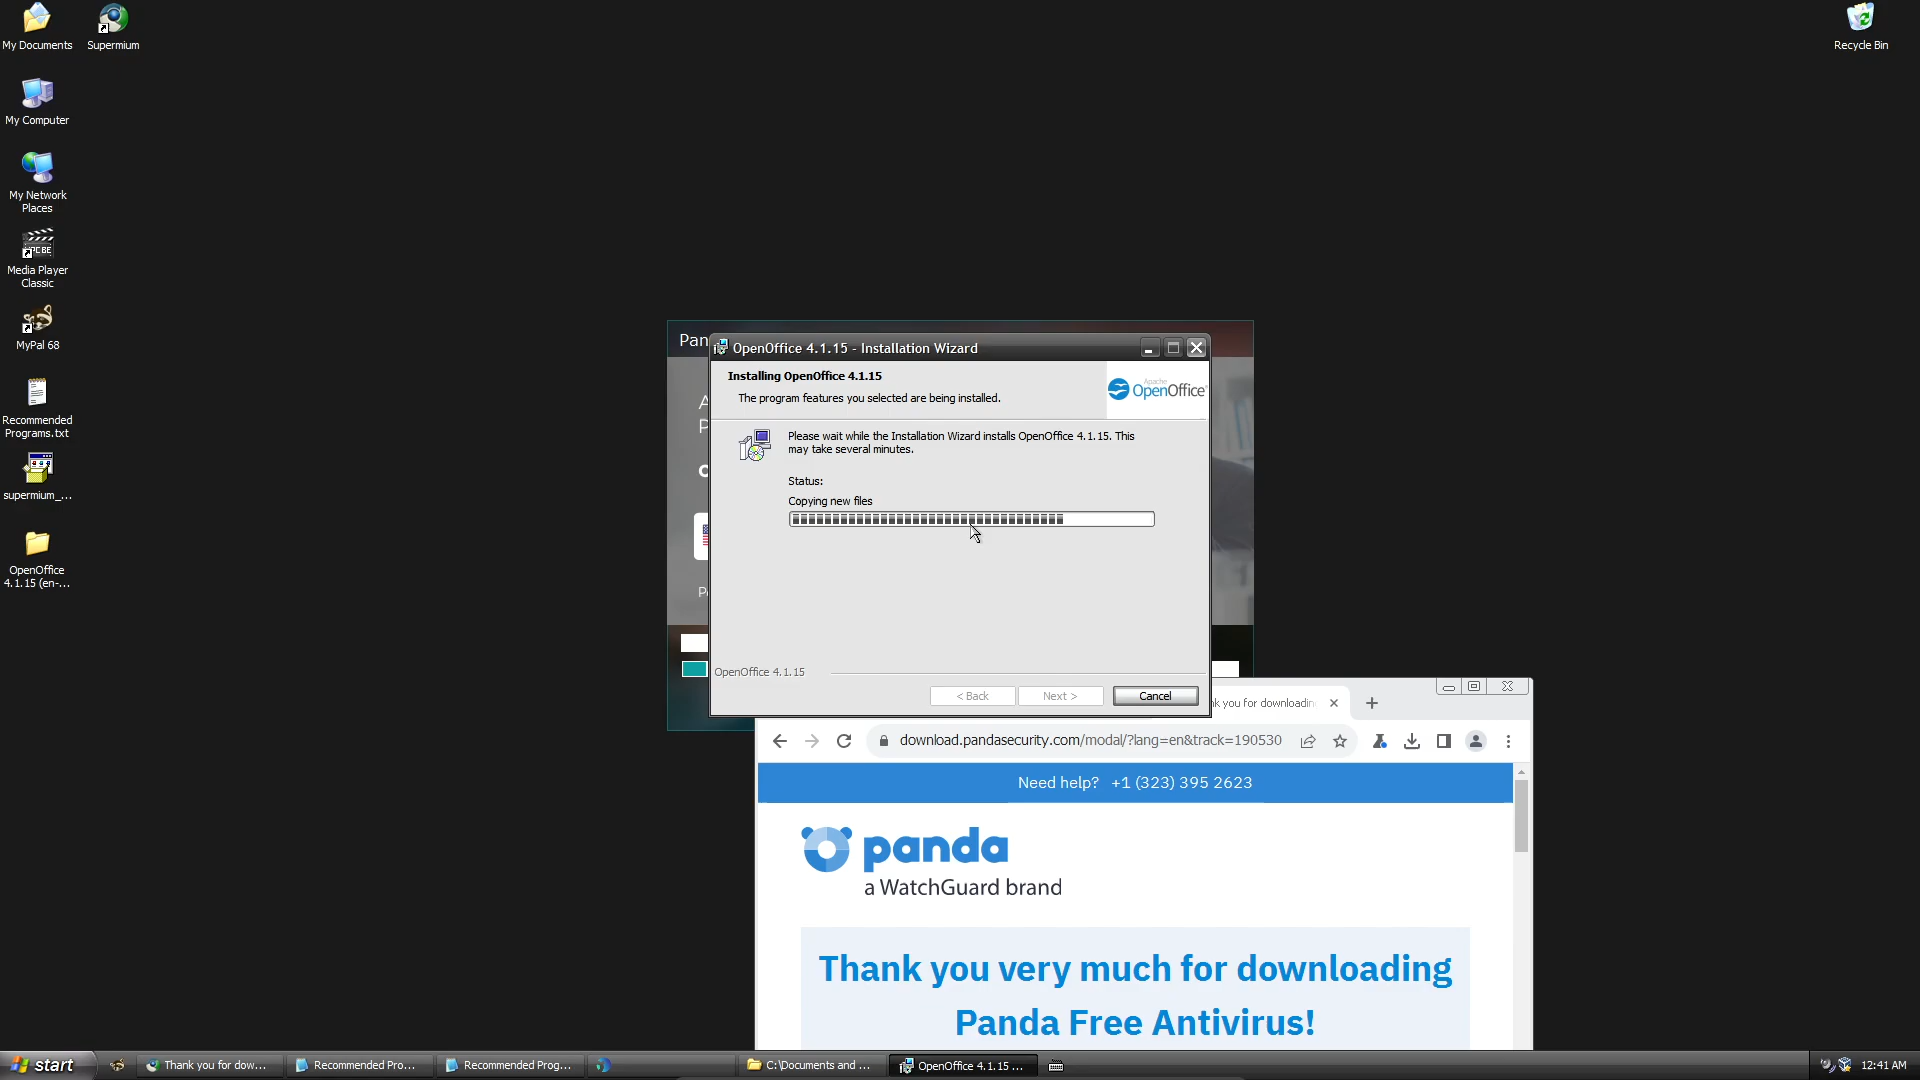 My Documents
Supermium
Recycle Bin
My Computer
My Network
Places
Media Player
Classic
MyPal 68
Recommended
Programs.txt
supermium_...
OpenOffice
4.1.15 (en-...
Pan
OpenOffice 4.1.15 - Installation Wizard
Installing OpenOffice 4.1.15
The program features you selected are being installed.
Apache
OpenOffice
Please wait while the Installation Wizard installs OpenOffice 4.1.15. This
may take several minutes.
Status:
Copying new files
OpenOffice 4.1.15
< Back
Next >
Cancel
nk you for downloadin
download.pandasecurity.com/modal/?lang=en&track=190530
Need help? +1 (323) 395 2623
panda
a WatchGuard brand
Thank you very much for downloading
Panda Free Antivirus!
start
Thank you for dow...
Recommended Pro...
Recommended Prog...
C:\Documents and ...
OpenOffice 4.1.15 ...
12:41 AM